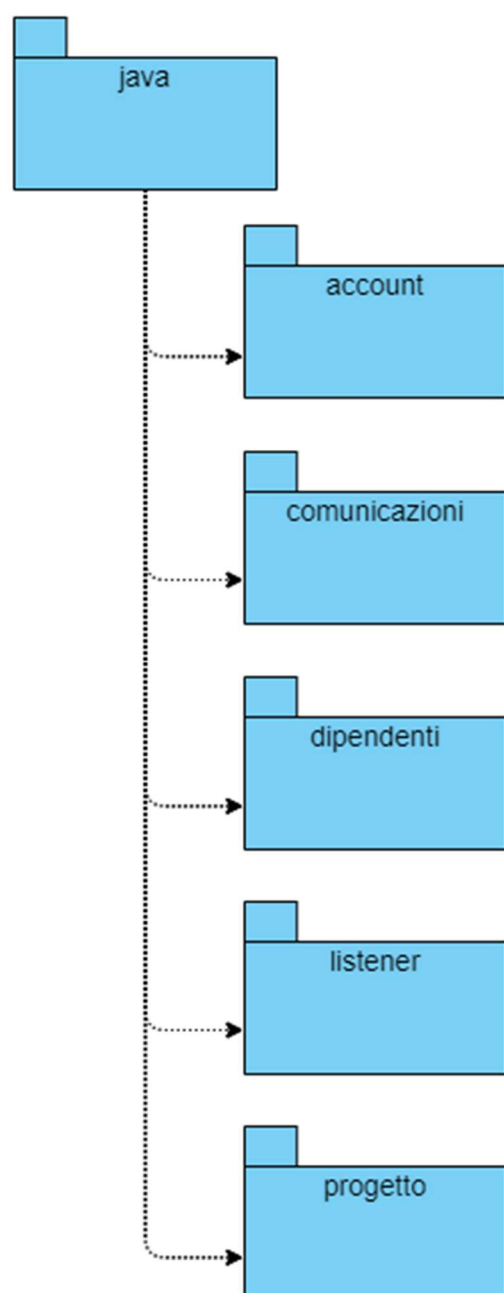 java
account
comunicazioni
dipendenti
listener
progetto